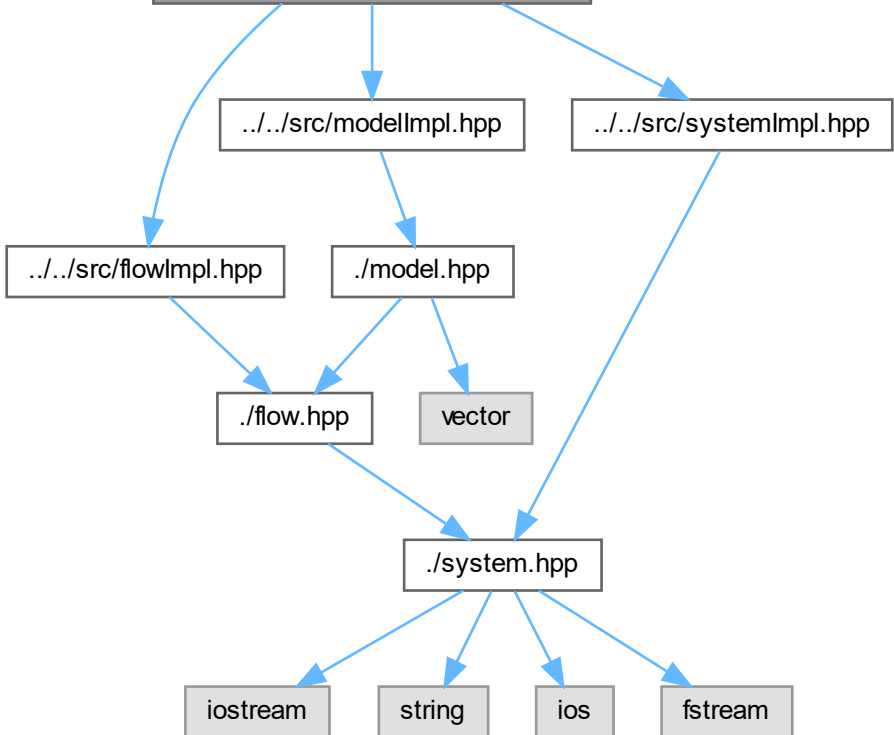 ../../src/modelImpl.hpp
../../src/systemImpl.hpp
../../src/flowImpl.hpp
./model.hpp
./flow.hpp
vector
./system.hpp
iostream
string
ios
fstream